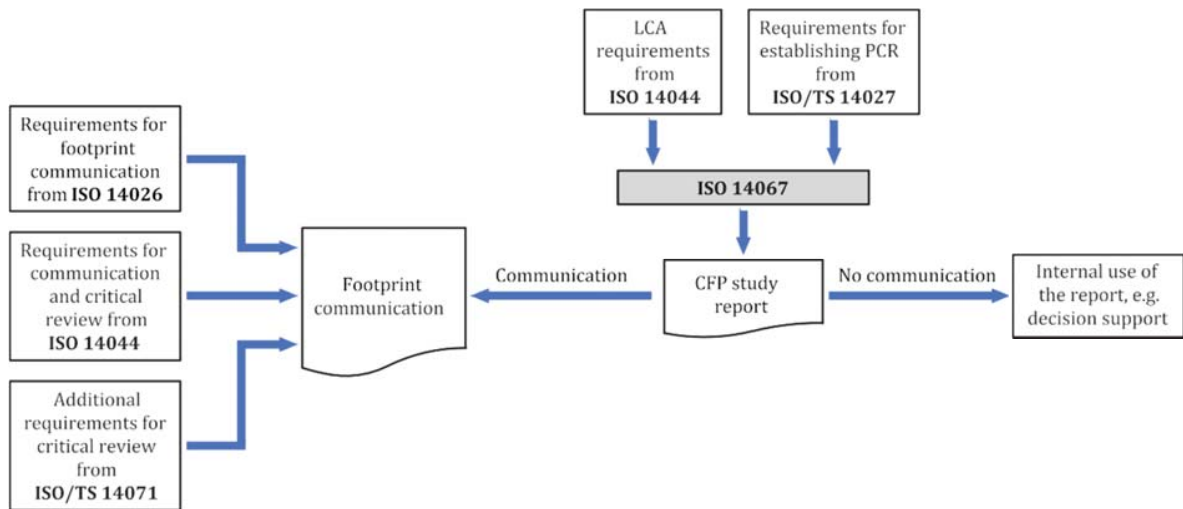 LCA
requirements
from
ISO 14044
Requirements for
establishing PCR
from
ISO/TS 14027
Requirements for
footprint
communication
from ISO 14026
ISO 14067
Requirements for
communication
and critical
review from
ISO 14044
Footprint
communication
Communication
CFP study
report
No communication
Internal use of
the report, e.g.
decision support
Additional
requirements for
critical review
from
ISO/TS 14071